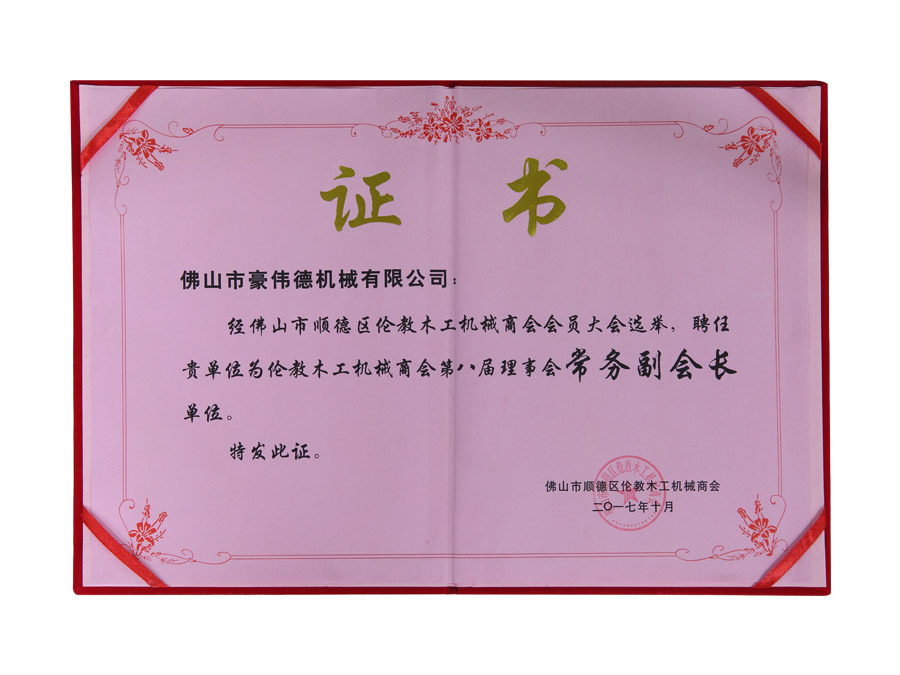 证 书
佛山市豪伟德机械有限公司：
经佛山市顺德区伦教木工机械商会会员大会选举，聘任
贵单位为伦教木工机械商会第八届理事会常务副会长
单位。
特发此证。
佛山市顺德区伦教木工机械商会
二〇一七年十月